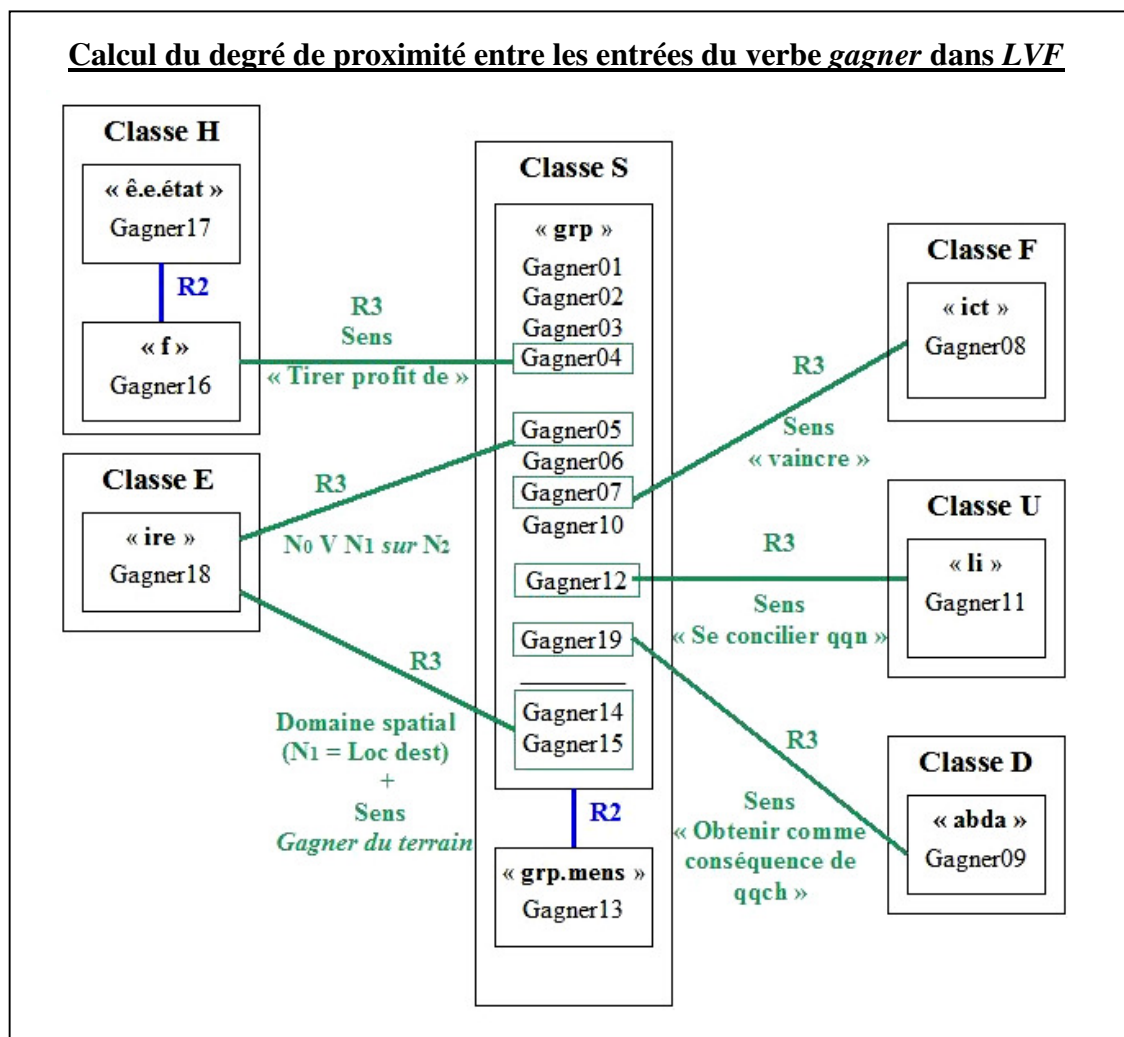 Calcul du degré de proximité entre les entrées du verbe gagner dans LVF
Classe H
« ê.e.état »
Gagner17
R2
« f »
Gagner16
R3
Sens
« Tirer profit de »
Classe E
« ire »
Gagner18
R3
N0 V N1 sur N2
R3
Domaine spatial
(N1 = Loc dest)
+
Sens
Gagner du terrain
Classe S
« grp »
Gagner01
Gagner02
Gagner03
Gagner04
Gagner05
Gagner06
Gagner07
Gagner10
Gagner12
Gagner19
Gagner14
Gagner15
R2
« grp.mens »
Gagner13
Classe F
« ict »
Gagner08
R3
Sens
« vaincre »
Classe U
« li »
Gagner11
R3
Sens
« Se concilier qqn »
Classe D
« abda »
Gagner09
R3
Sens
« Obtenir comme
conséquence de
qqch »